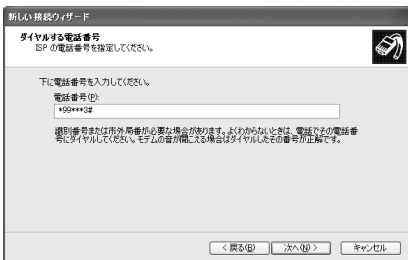 新しい接続ウィザード
ダイヤルする電話番号
ISP の電話番号を指定してください。
下に電話番号を入力してください。
電話番号(P):
*99***3#
識別番号または市外局番が必要な場合があります。よくわからないときは、電話でその電話番
号にダイヤルしてください。モデムの音が聞こえる場合はダイヤルしたその番号が正解です。
< 戻る(B)
次へ(N) >
キャンセル